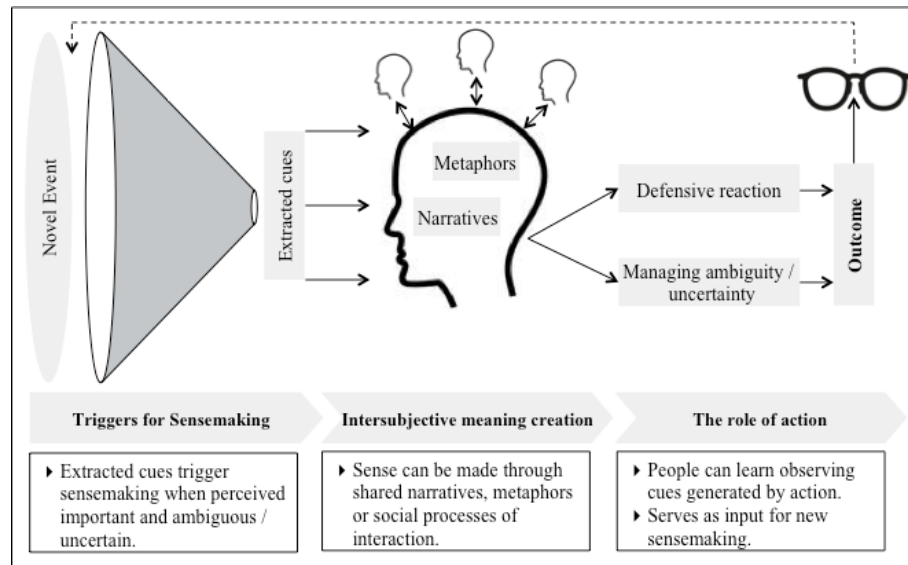 Novel Event
Extracted cues
Metaphors
Narratives
Defensive reaction
Managing ambiguity /
uncertainty
Outcome
Triggers for Sensemaking
Intersubjective meaning creation
The role of action
Extracted cues trigger
sensemaking when perceived
important and ambiguous /
uncertain.
Sense can be made through
shared narratives, metaphors
or social processes of
interaction.
People can learn observing
cues generated by action.
Serves as input for new
sensemaking.